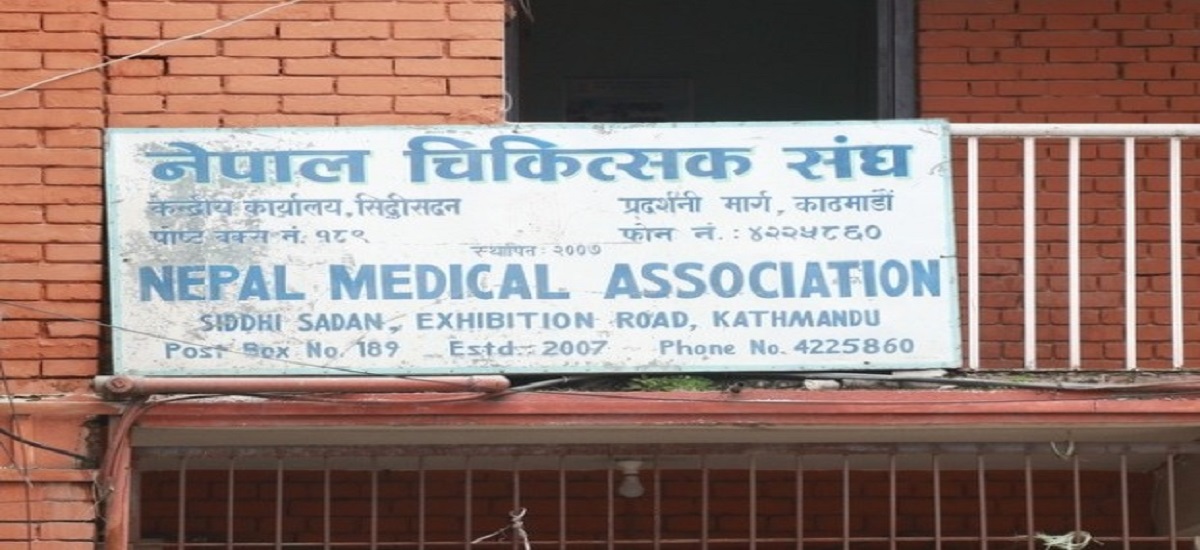 नेपाल चिकित्सक संघ
केन्द्रीय कार्यालय, सिद्धीसदन प्रदर्शनी मार्ग, काठमाडौं
पोष्ट बक्स नं. १८९ फोन नं. : ४२२५८६०
स्थापित: २००७
NEPAL MEDICAL ASSOCIATION
SIDDHI SADAN, EXHIBITION ROAD, KATHMANDU
Post Box No. 189 Estd. 2007 Phone No. 4225860